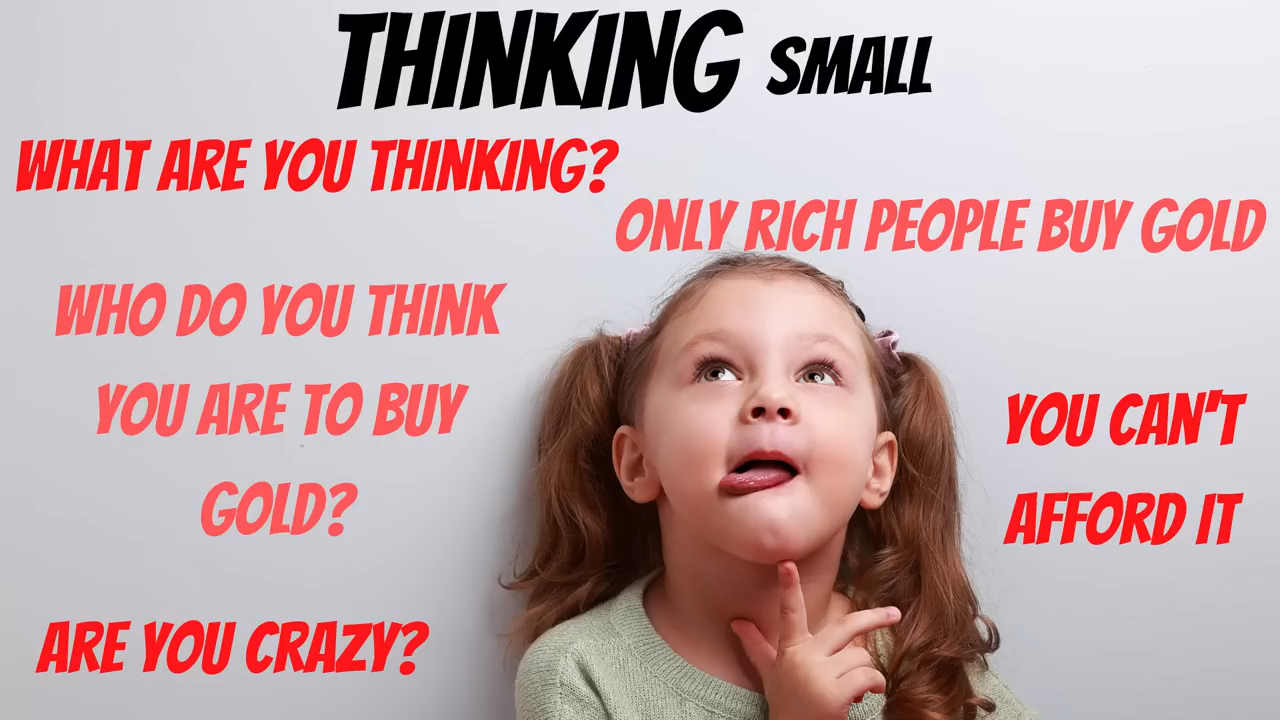 THINKING SMALL
WHAT ARE YOU THINKING?
ONLY RICH PEOPLE BUY GOLD
WHO DO YOU THINK
YOU ARE TO BUY
GOLD?
YOU CAN'T
AFFORD IT
ARE YOU CRAZY?